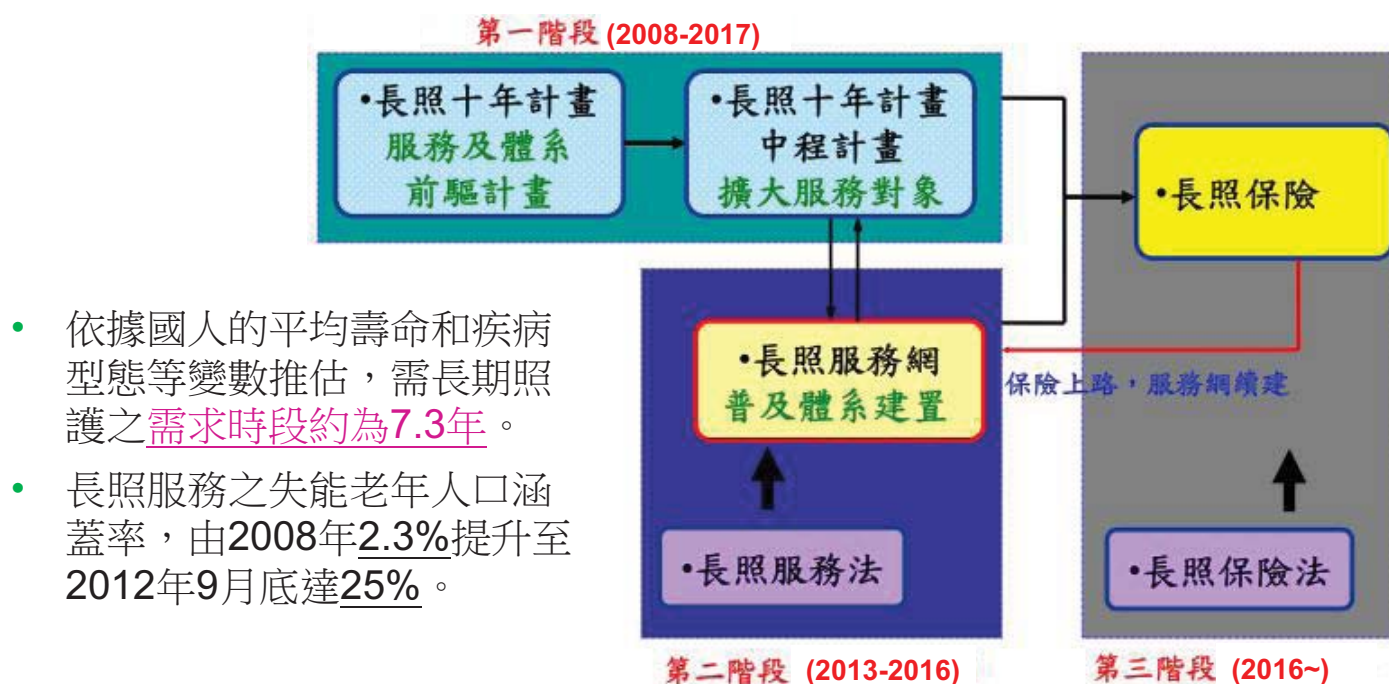 第一階段 (2008-2017)
•長照十年計畫
服務及體系
前驅計畫
•長照十年計畫
中程計畫
擴大服務對象
•長照保險
• 依據國人的平均壽命和疾病
型態等變數推估，需長期照
護之需求時段約為7.3年。
• 長照服務之失能老年人口涵
蓋率，由2008年2.3%提升至
2012年9月底達25%。
•長照服務網
普及體系建置
保險上路，服務網續建
•長照服務法
•長照保險法
第二階段 (2013-2016)
第三階段 (2016~)